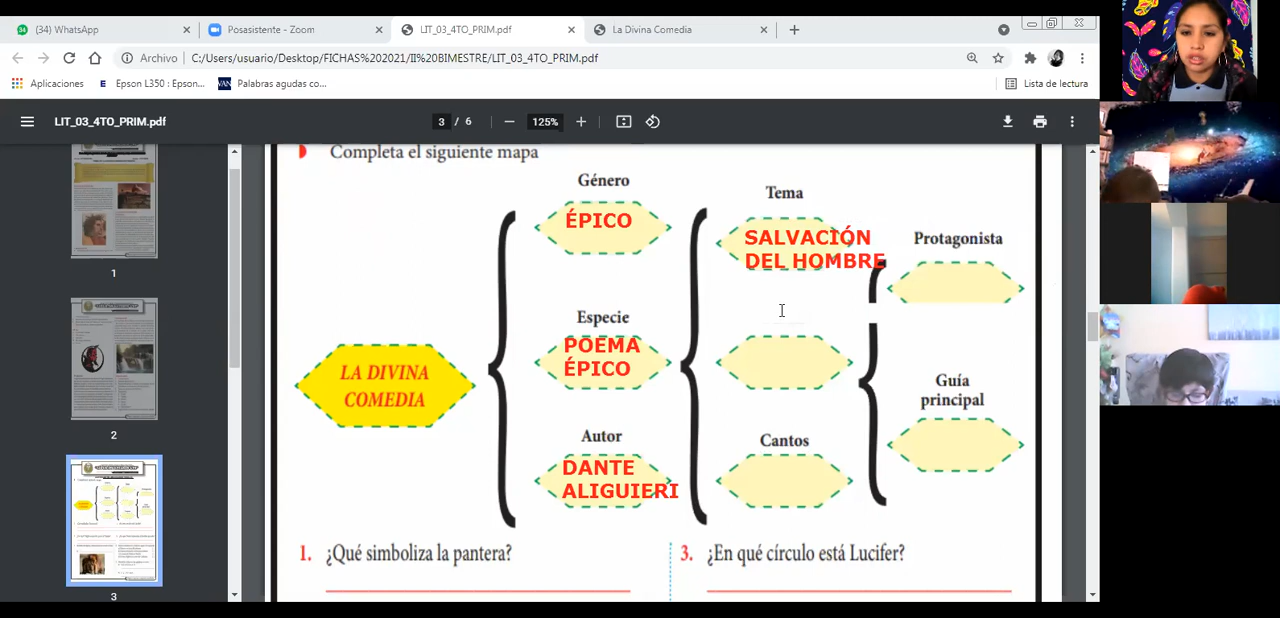 (34) WhatsApp
Posasistente - Zoom
LIT_03_4TO_PRIM.pdf
La Divina Comedia
Archivo
C:/Users/usuario/Desktop/FICHAS%202021/II%20BIMESTRE/LIT_03_4TO_PRIM.pdf
Aplicaciones
Epson L350 : Epson...
Palabras agudas co...
Lista de lectura
LIT_03_4TO_PRIM.pdf
3 / 6
125%
1
2
3
Completa el siguiente mapa
Género
ÉPICO
Tema
SALVACIÓN
DEL HOMBRE
Protagonista
Especie
POEMA
ÉPICO
LA DIVINA
COMEDIA
Guía
principal
Autor
DANTE
ALIGUIERI
Cantos
1. ¿Qué simboliza la pantera?
3. ¿En qué círculo está Lucifer?